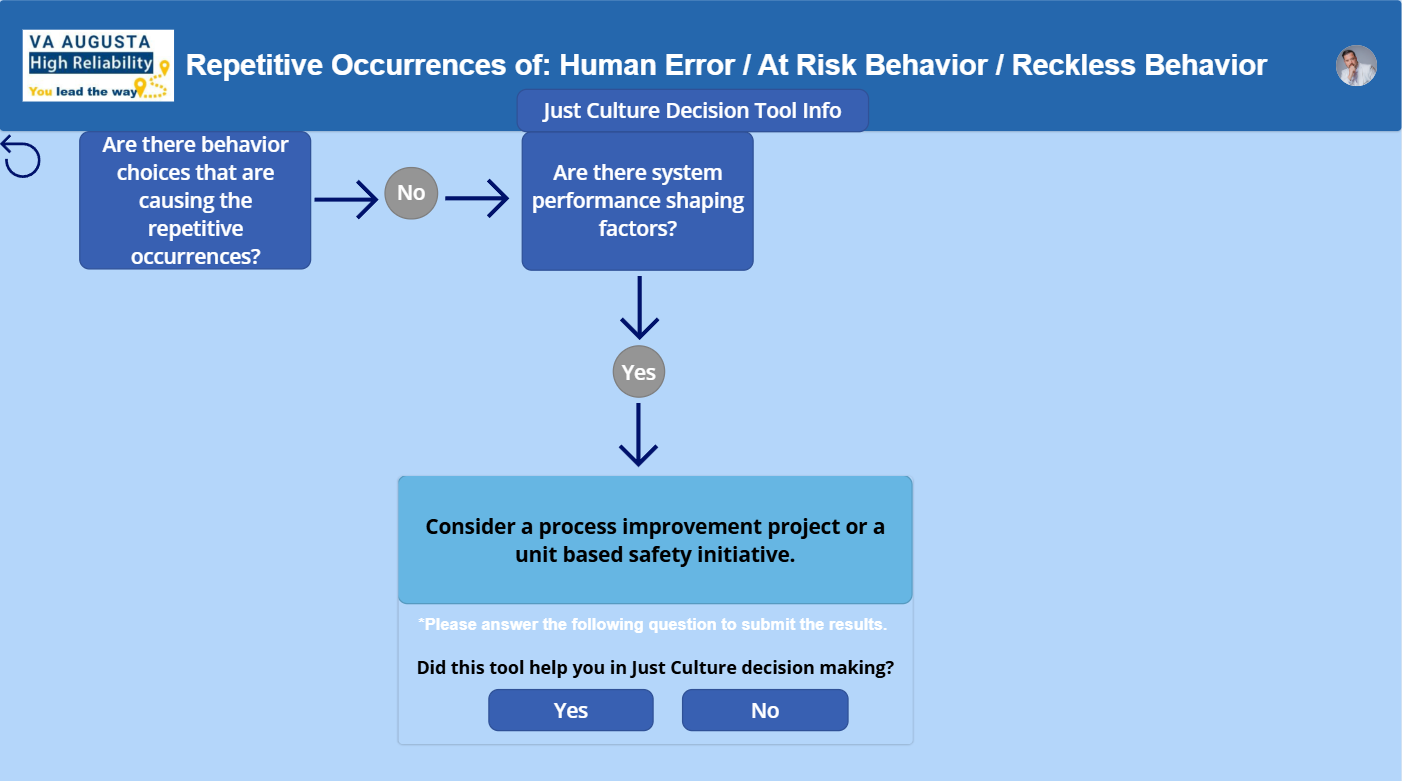 VA AUGUSTA
High Reliability
You lead the way
Repetitive Occurrences of: Human Error / At Risk Behavior / Reckless Behavior
Just Culture Decision Tool Info
Are there behavior
choices that are
causing the
repetitive
occurrences?
No
Are there system
performance shaping
factors?
Yes
Consider a process improvement project or a
unit based safety initiative.
*Please answer the following question to submit the results.
Did this tool help you in Just Culture decision making?
Yes
No